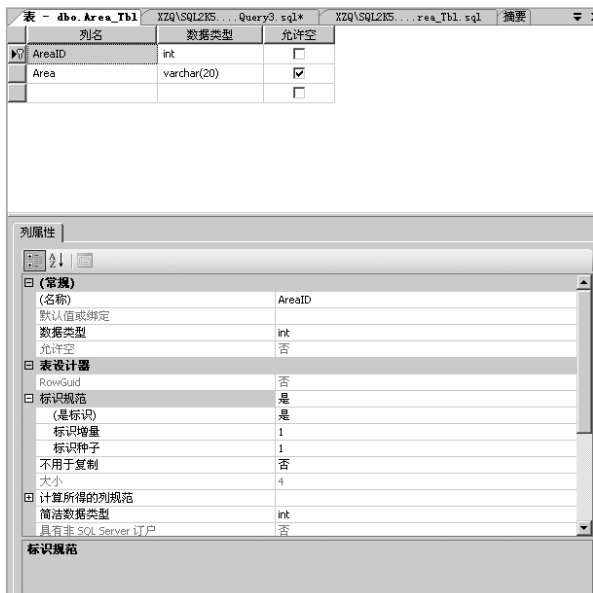 表 - dbo.Area_Tbl XZQ\SQL2K5....Query3.sql* XZQ\SQL2K5....rea_Tbl.sql 摘要
列名 数据类型 允许空
AreaID int
Area varchar(20)
列属性
(常规)
(名称) AreaID
默认值或绑定
数据类型 int
允许空 否
表设计器
RowGuid 否
标识规范 是
(是标识) 是
标识增量 1
标识种子 1
不用于复制 否
大小 4
计算所得的列规范
简洁数据类型 int
具有非 SQL Server 订户 否
标识规范